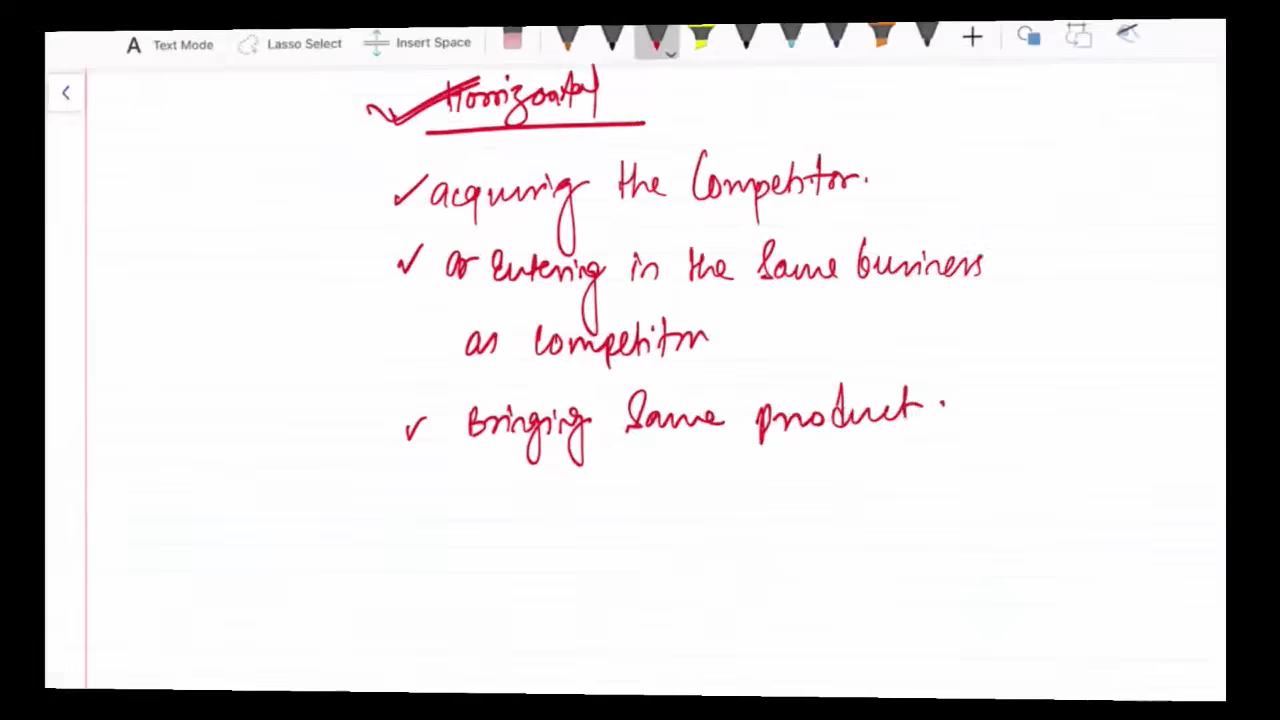 Text Mode
Lasso Select
Insert Space
Horrizontal
acquiring the Competitor.
or Entering in the Same business
as competitor
Bringing Same product.